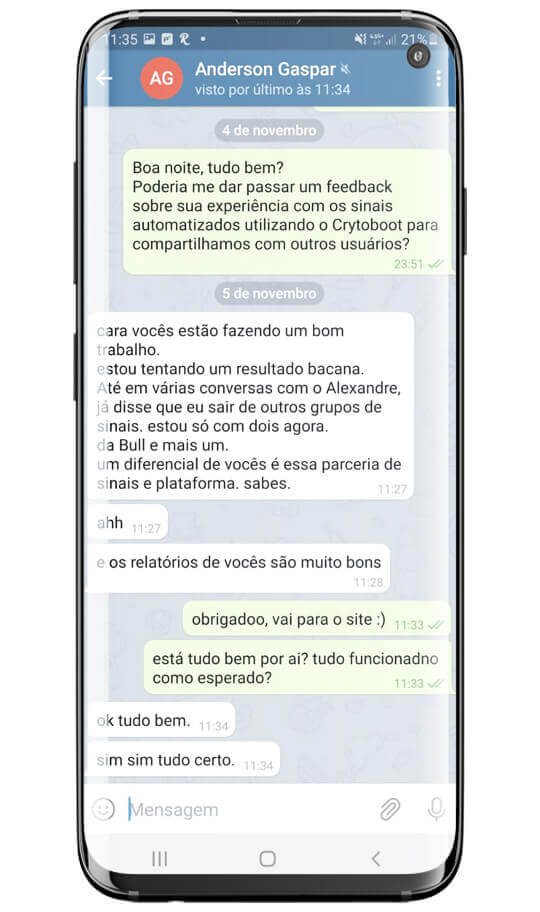 11:35
21%
AG
Anderson Gaspar
visto por último às 11:34
4 de novembro
Boa noite, tudo bem?
Poderia me dar passar um feedback
sobre sua experiência com os sinais
automatizados utilizando o Crytoboot para
compartilhamos com outros usuários?
23:51
5 de novembro
cara vocês estão fazendo um bom
trabalho.
estou tentando um resultado bacana.
Até em várias conversas com o Alexandre,
já disse que eu sair de outros grupos de
sinais. estou só com dois agora.
da Bull e mais um.
um diferencial de vocês é essa parceria de
sinais e plataforma. sabes.
11:27
ahh 11:27
e os relatórios de vocês são muito bons
11:28
obrigadoo, vai para o site :) 11:33
está tudo bem por ai? tudo funcionadno
como esperado? 11:33
ok tudo bem. 11:34
sim sim tudo certo. 11:34
Mensagem